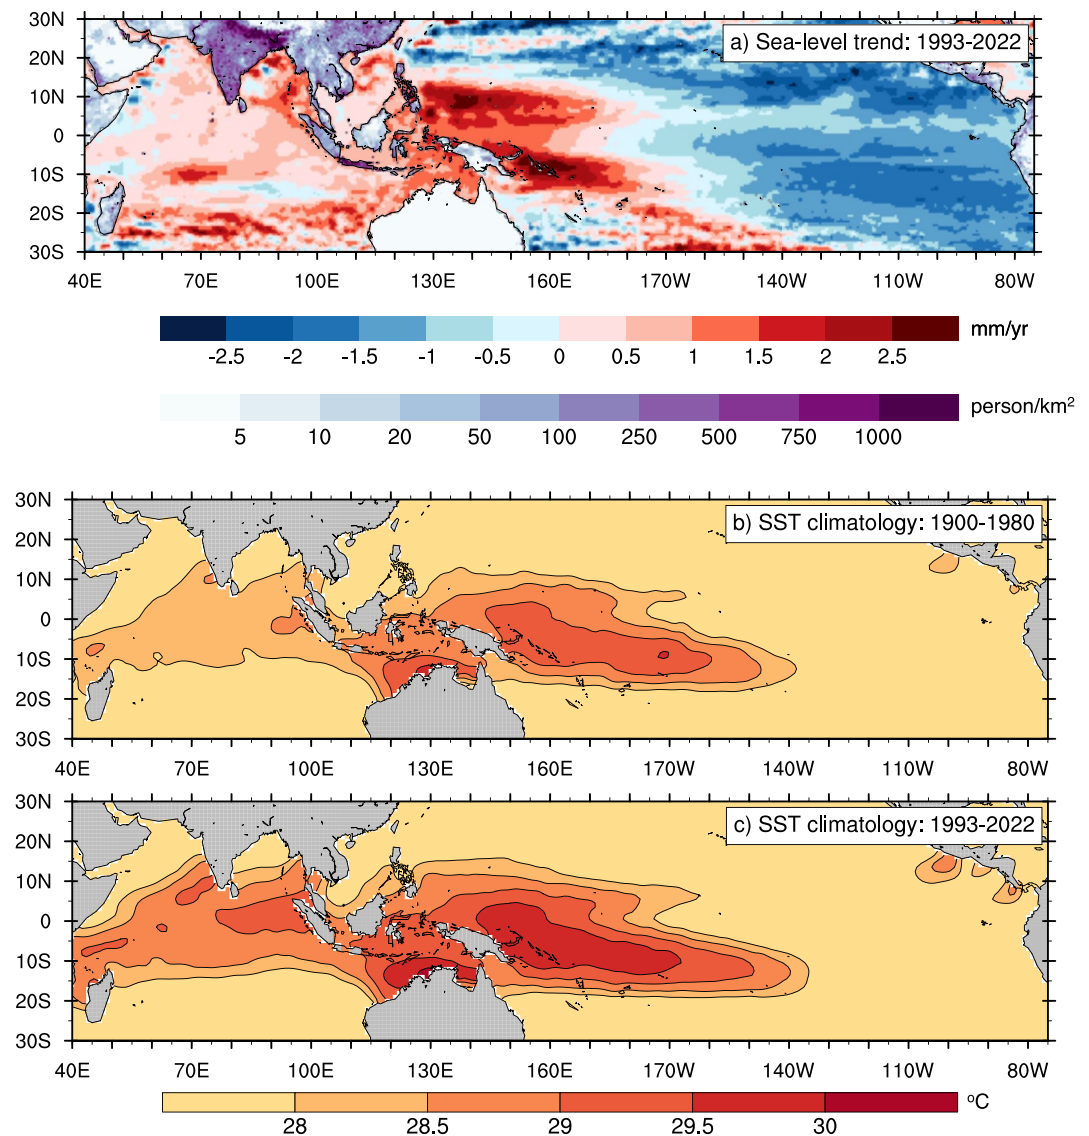 30N
20N
10N
0
10S
20S
30S
a) Sea-level trend: 1993-2022
40E 70E 100E 130E 160E 170W 140W 110W 80W
mm/yr
-2.5 -2 -1.5 -1 -0.5 0 0.5 1 1.5 2 2.5
person/km²
5 10 20 50 100 250 500 750 1000
30N
20N
10N
0
10S
20S
30S
b) SST climatology: 1900-1980
40E 70E 100E 130E 160E 170W 140W 110W 80W
30N
20N
10N
0
10S
20S
30S
c) SST climatology: 1993-2022
40E 70E 100E 130E 160E 170W 140W 110W 80W
°C
28 28.5 29 29.5 30